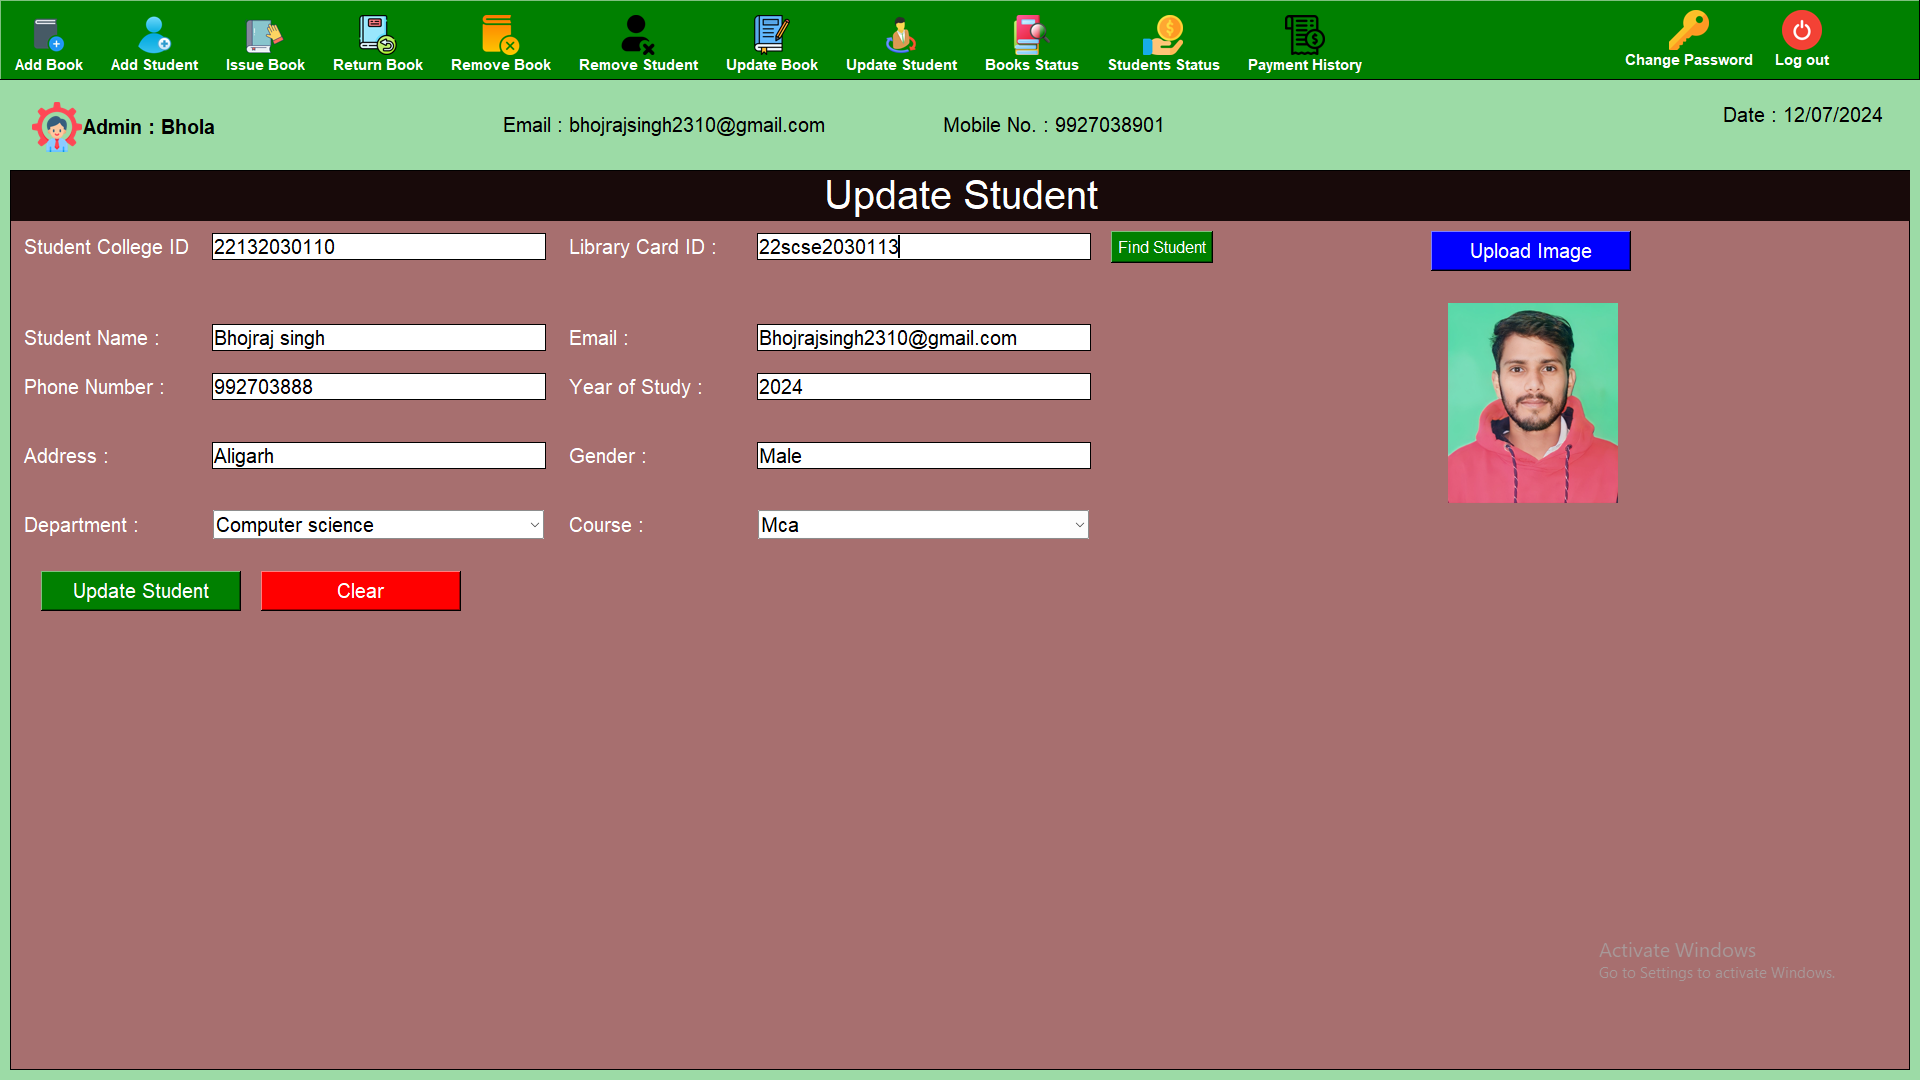 Add Book Add Student Issue Book Return Book Remove Book Remove Student Update Book Update Student Books Status Students Status Payment History Change Password Log out
Admin : Bhola Email : bhojrajsingh2310@gmail.com Mobile No. : 9927038901 Date : 12/07/2024
Update Student
Student College ID 22132030110 Library Card ID : 22scse2030113 Find Student Upload Image
Student Name : Bhojraj singh Email : Bhojrajsingh2310@gmail.com
Phone Number : 992703888 Year of Study : 2024
Address : Aligarh Gender : Male
Department : Computer science Course : Mca
Update Student Clear
Activate Windows
Go to Settings to activate Windows.